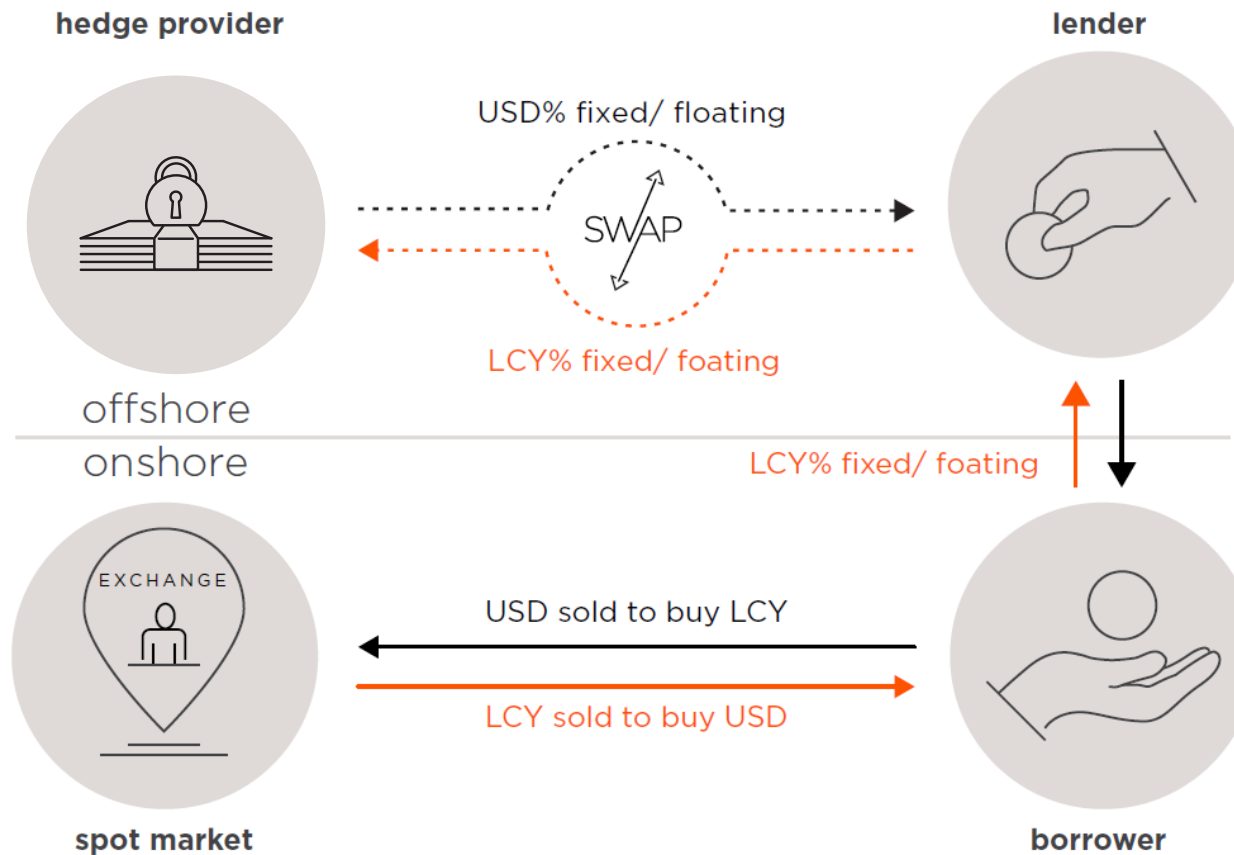 hedge provider
lender
USD% fixed/ floating
SWAP
LCY% fixed/ foating
offshore
onshore
LCY% fixed/ foating
EXCHANGE
USD sold to buy LCY
LCY sold to buy USD
spot market
borrower